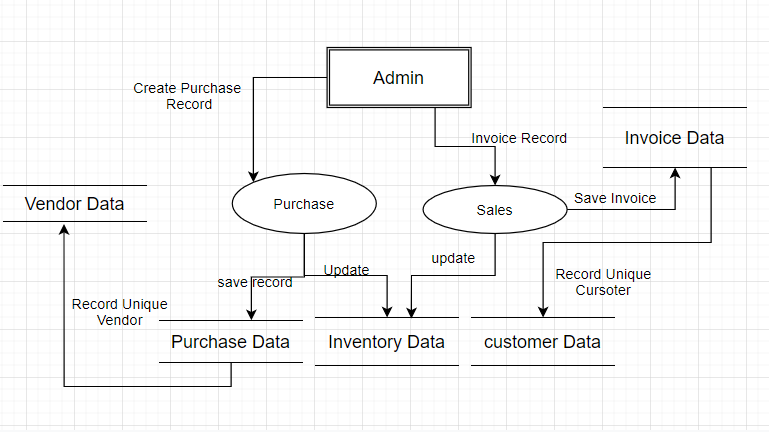 Admin
Create Purchase
Record
Invoice Record
Invoice Data
Vendor Data
Purchase
Sales
Save Invoice
update
Update
save record
Record Unique
Cursoter
Record Unique
Vendor
Purchase Data
Inventory Data
customer Data